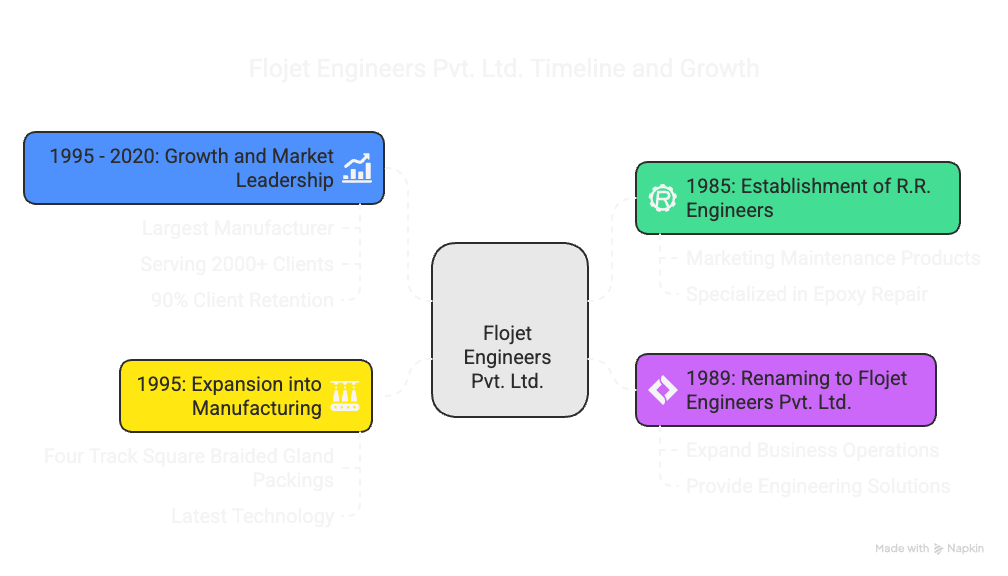 Flojet Engineers Pvt. Ltd. Timeline and Growth
1995 - 2020: Growth and Market
Leadership
Largest Manufacturer
Serving 2000+ Clients
90% Client Retention
1985: Establishment of R.R.
Engineers
Marketing Maintenance Products
Specialized in Epoxy Repair
Flojet
Engineers
Pvt. Ltd.
1995: Expansion into
Manufacturing
Four Track Square Braided Gland
Packings
Latest Technology
1989: Renaming to Flojet
Engineers Pvt. Ltd.
Expand Business Operations
Provide Engineering Solutions
Made with Napkin